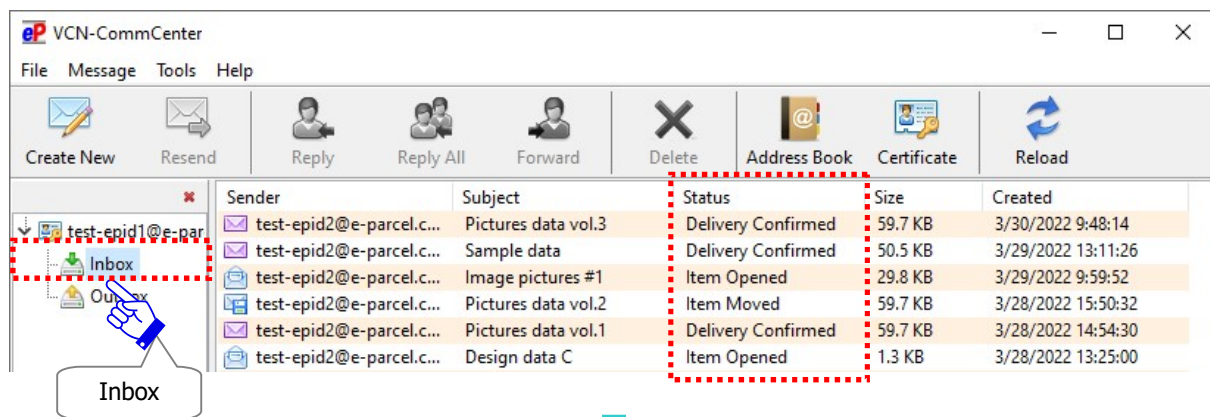 eP VCN-CommCenter
File Message Tools Help
Create New Resend Reply Reply All Forward Delete Address Book Certificate Reload
Sender Subject Status Size Created
test-epid1@e-par
Inbox
Outbox
test-epid2@e-parcel.c... Pictures data vol.3 Delivery Confirmed 59.7 KB 3/30/2022 9:48:14
test-epid2@e-parcel.c... Sample data Delivery Confirmed 50.5 KB 3/29/2022 13:11:26
test-epid2@e-parcel.c... Image pictures #1 Item Opened 29.8 KB 3/29/2022 9:59:52
test-epid2@e-parcel.c... Pictures data vol.2 Item Moved 59.7 KB 3/28/2022 15:50:32
test-epid2@e-parcel.c... Pictures data vol.1 Delivery Confirmed 59.7 KB 3/28/2022 14:54:30
test-epid2@e-parcel.c... Design data C Item Opened 1.3 KB 3/28/2022 13:25:00
Inbox